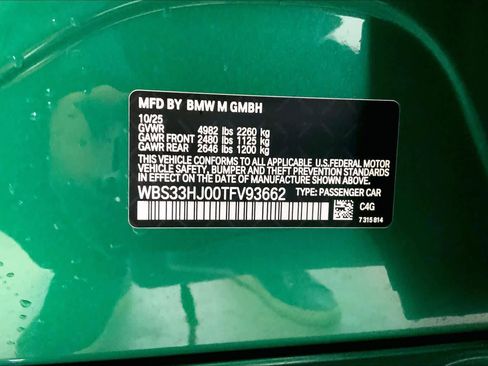 MFD BY BMW M GMBH
10/25
GVWR 4982 lbs 2260 kg
GAWR FRONT 2480 lbs 1125 kg
GAWR REAR 2646 lbs 1200 kg
THIS VEHICLE CONFORMS TO ALL APPLICABLE U.S.FEDERAL MOTOR
VEHICLE SAFETY, BUMPER AND THEFT PREVENTION STANDARDS
IN EFFECT ON THE DATE OF MANUFACTURE SHOWN ABOVE.
WBS33HJ00TFV93662 TYPE: PASSENGER CAR
C4G
7 315 814